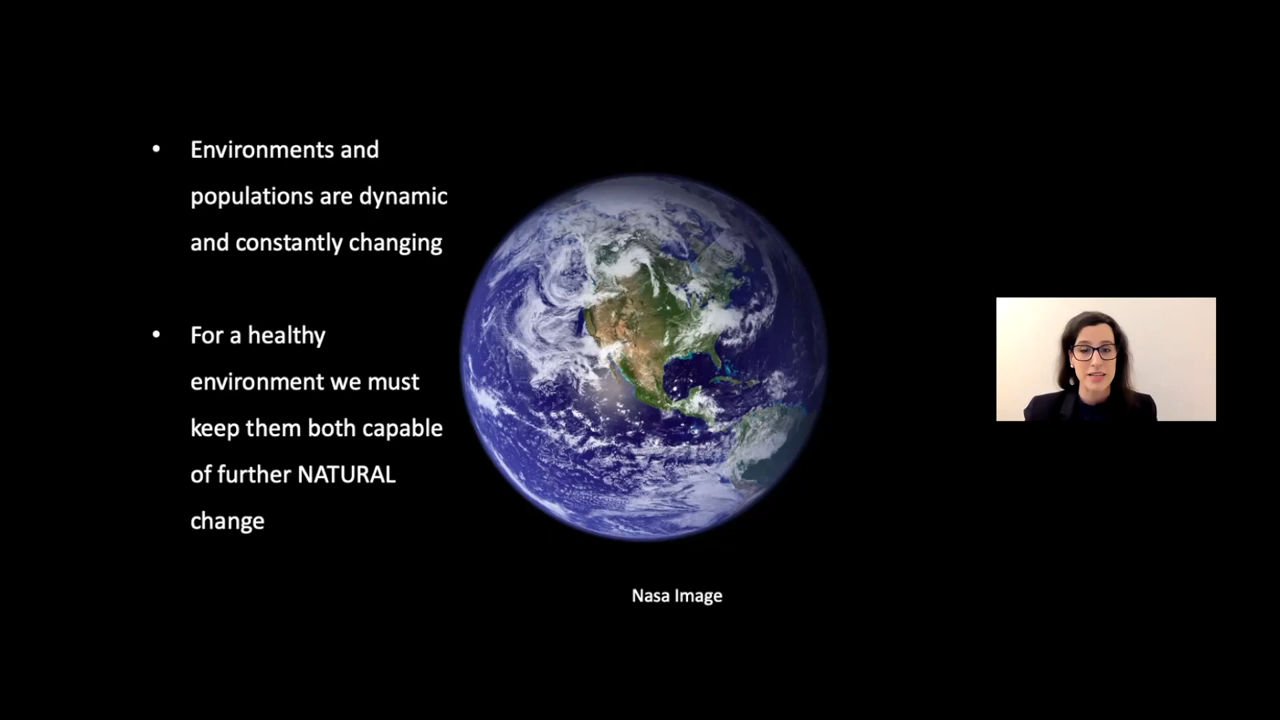 • Environments and
populations are dynamic
and constantly changing
• For a healthy
environment we must
keep them both capable
of further NATURAL
change
Nasa Image